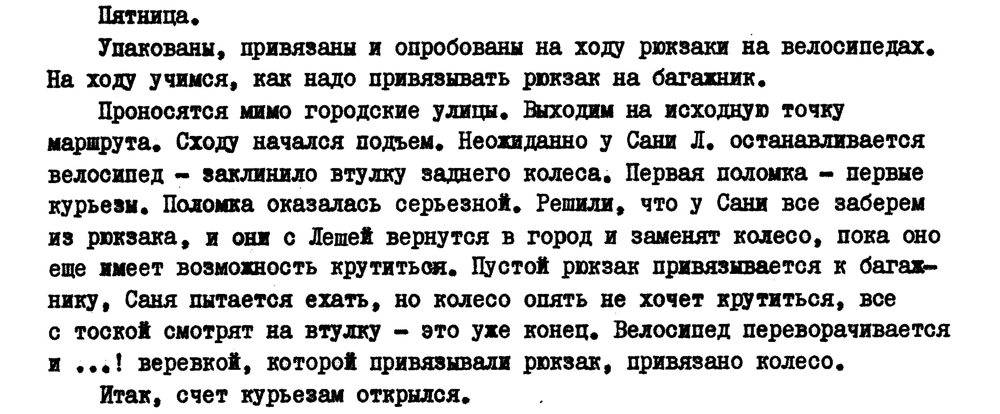 Пятница.
Упакованы, привязаны и опробованы на ходу рюкзаки на велосипедах.
На ходу учимся, как надо привязывать рюкзак на багажник.
Проносятся мимо городские улицы. Выходим на исходную точку
маршрута. Сходу начался подъем. Неожиданно у Сани Л. останавливается
велосипед - заклинило втулку заднего колеса. Первая поломка - первые
курьезы. Поломка оказалась серьезной. Решили, что у Сани все заберем
из рюкзака, и они с Лешей вернутся в город и заменят колесо, пока оно
еще имеет возможность крутиться. Пустой рюкзак привязывается к багаж-
нику, Саня пытается ехать, но колесо опять не хочет крутиться, все
с тоской смотрят на втулку - это уже конец. Велосипед переворачивается
и ...! веревкой, которой привязывали рюкзак, привязано колесо.
Итак, счет курьезам открылся.